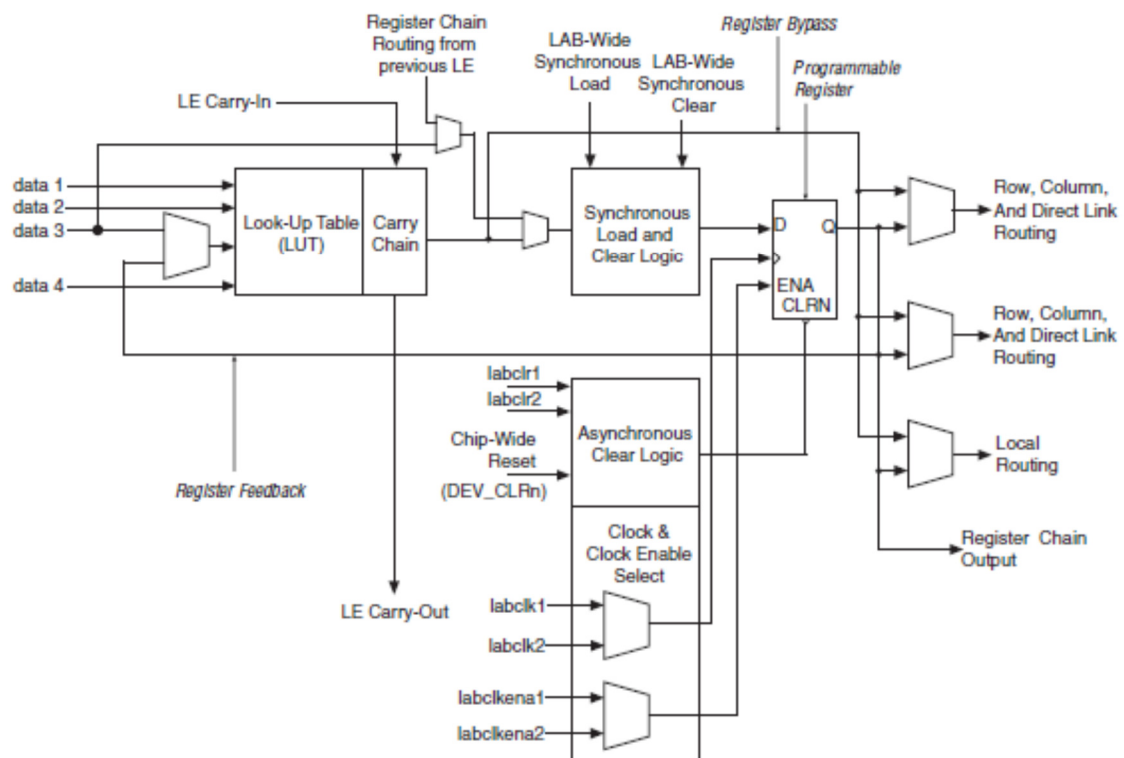 Register Chain
Routing from
previous LE
LAB-Wide
Synchronous
Load
LAB-Wide
Synchronous
Clear
Register Bypass
Programmable
Register
LE Carry-In
data 1
data 2
data 3
data 4
Look-Up Table
(LUT)
Carry
Chain
Synchronous
Load and
Clear Logic
D
Q
ENA
CLRN
Row, Column,
And Direct Link
Routing
Row, Column,
And Direct Link
Routing
Local
Routing
Register Chain
Output
Register Feedback
labclr1
labclr2
Chip-Wide
Reset
(DEV_CLRn)
Asynchronous
Clear Logic
Clock &
Clock Enable
Select
LE Carry-Out
labclk1
labclk2
labclkena1
labclkena2